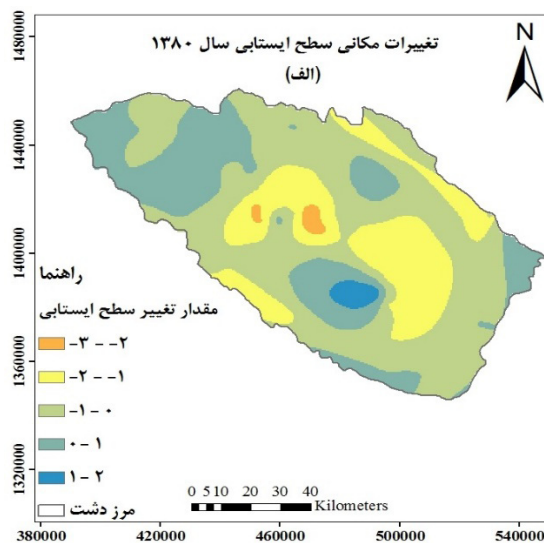 تغییرات مکانی سطح ایستابی سال ۱۳۸۰
(الف)
N
1480000
1440000
1400000
1360000
1320000
راهنما
مقدار تغییر سطح ایستابی
-۳ - -۲
-۲ - -۱
-۱ - ۰
۰ - ۱
۱ - ۲
مرز دشت
0 5 10 20 30 40
Kilometers
380000 420000 460000 500000 540000